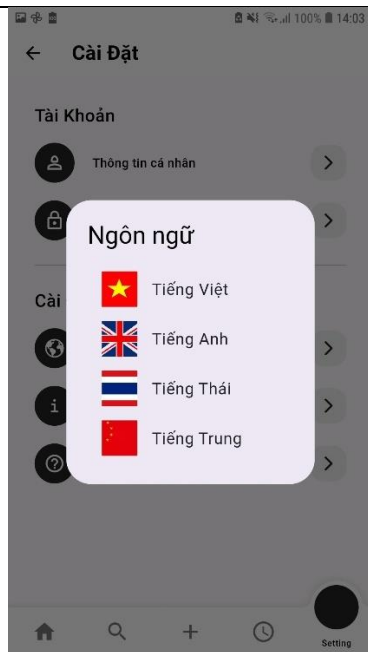 100% 14:03
Cài Đặt
Tài Khoản
Thông tin cá nhân
Ngôn ngữ
Tiếng Việt
Cài
Tiếng Anh
Tiếng Thái
Tiếng Trung
Setting